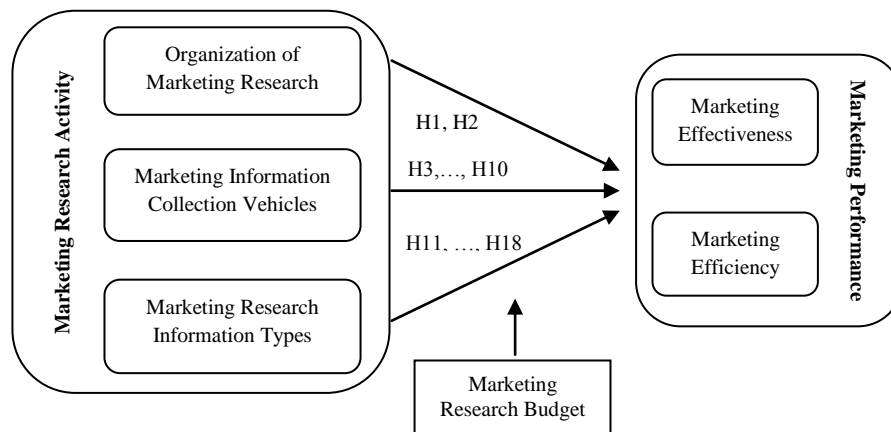 Marketing Research Activity
Organization of
Marketing Research
Marketing Information
Collection Vehicles
Marketing Research
Information Types
H1, H2
H3,…, H10
H11, …, H18
Marketing
Research Budget
Marketing
Effectiveness
Marketing
Efficiency
Marketing Performance